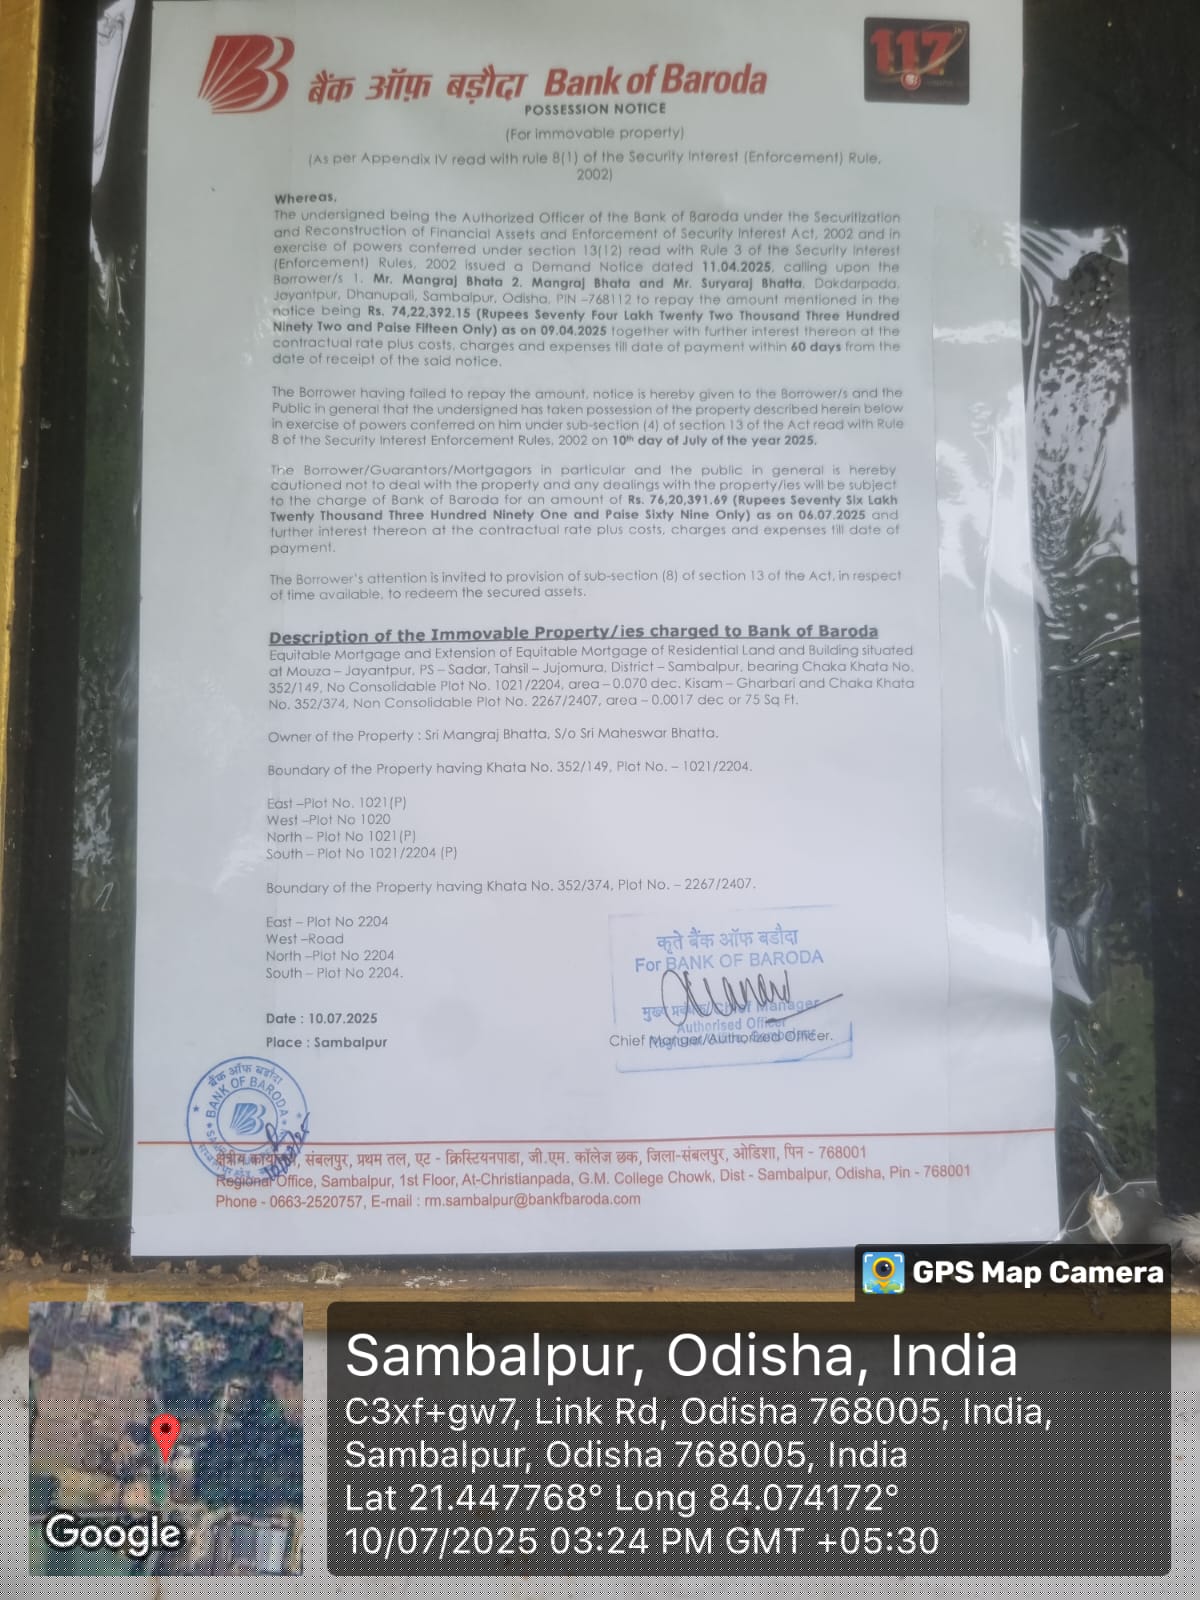 बैंक ऑफ़ बड़ौदा Bank of Baroda
117
POSSESSION NOTICE
(For immovable property)
(As per Appendix IV read with rule 8(1) of the Security Interest (Enforcement) Rule,
2002)
Whereas,
The undersigned being the Authorized Officer of the Bank of Baroda under the Securitization
and Reconstruction of Financial Assets and Enforcement of Security Interest Act, 2002 and in
exercise of powers conferred under section 13(12) read with Rule 3 of the Security Interest
(Enforcement) Rules, 2002 issued a Demand Notice dated 11.04.2025, calling upon the
Borrower/s 1. Mr. Mangraj Bhata 2. Mangraj Bhata and Mr. Suryaraj Bhatta, Dakdarpada,
Jayantpur, Dhanupali, Sambalpur, Odisha, PIN –768112 to repay the amount mentioned in the
notice being Rs. 74,22,392.15 (Rupees Seventy Four Lakh Twenty Two Thousand Three Hundred
Ninety Two and Paise Fifteen Only) as on 09.04.2025 together with further interest thereon at the
contractual rate plus costs, charges and expenses till date of payment within 60 days from the
date of receipt of the said notice.
The Borrower having failed to repay the amount, notice is hereby given to the Borrower/s and the
Public in general that the undersigned has taken possession of the property described herein below
in exercise of powers conferred on him under sub-section (4) of section 13 of the Act read with Rule
8 of the Security Interest Enforcement Rules, 2002 on 10th day of July of the year 2025.
The Borrower/Guarantors/Mortgagors in particular and the public in general is hereby
cautioned not to deal with the property and any dealings with the property/ies will be subject
to the charge of Bank of Baroda for an amount of Rs. 76,20,391.69 (Rupees Seventy Six Lakh
Twenty Thousand Three Hundred Ninety One and Paise Sixty Nine Only) as on 06.07.2025 and
further interest thereon at the contractual rate plus costs, charges and expenses till date of
payment.
The Borrower's attention is invited to provision of sub-section (8) of section 13 of the Act, in respect
of time available, to redeem the secured assets.
Description of the Immovable Property/ies charged to Bank of Baroda
Equitable Mortgage and Extension of Equitable Mortgage of Residential Land and Building situated
at Mouza – Jayantpur, PS – Sadar, Tahsil – Jujomura, District – Sambalpur, bearing Chaka Khata No.
352/149, No Consolidable Plot No. 1021/2204, area – 0.070 dec. Kisam – Gharbari and Chaka Khata
No. 352/374, Non Consolidable Plot No. 2267/2407, area – 0.0017 dec or 75 Sq Ft.
Owner of the Property : Sri Mangraj Bhatta, S/o Sri Maheswar Bhatta.
Boundary of the Property having Khata No. 352/149, Plot No. – 1021/2204.
East –Plot No. 1021(P)
West –Plot No 1020
North – Plot No 1021(P)
South – Plot No 1021/2204 (P)
Boundary of the Property having Khata No. 352/374, Plot No. – 2267/2407.
East – Plot No 2204
West –Road
North –Plot No 2204
South – Plot No 2204.
कृते बैंक ऑफ बडौदा
For BANK OF BARODA
मुख्य प्रबंधक/Chief Manager
Authorised Officer
Date : 10.07.2025
Chief Manger/Authorized Officer.
Place : Sambalpur
बैंक ऑफ बड़ौदा
BANK OF BARODA
क्षेत्रीय कार्यालय, संबलपुर, प्रथम तल, एट - क्रिस्टियनपाडा, जी.एम. कॉलेज छक, जिला-संबलपुर, ओडिशा, पिन - 768001
Regional Office, Sambalpur, 1st Floor, At-Christianpada, G.M. College Chowk, Dist - Sambalpur, Odisha, Pin - 768001
Phone - 0663-2520757, E-mail : rm.sambalpur@bankfbaroda.com
GPS Map Camera
Google
Sambalpur, Odisha, India
C3xf+gw7, Link Rd, Odisha 768005, India,
Sambalpur, Odisha 768005, India
Lat 21.447768° Long 84.074172°
10/07/2025 03:24 PM GMT +05:30